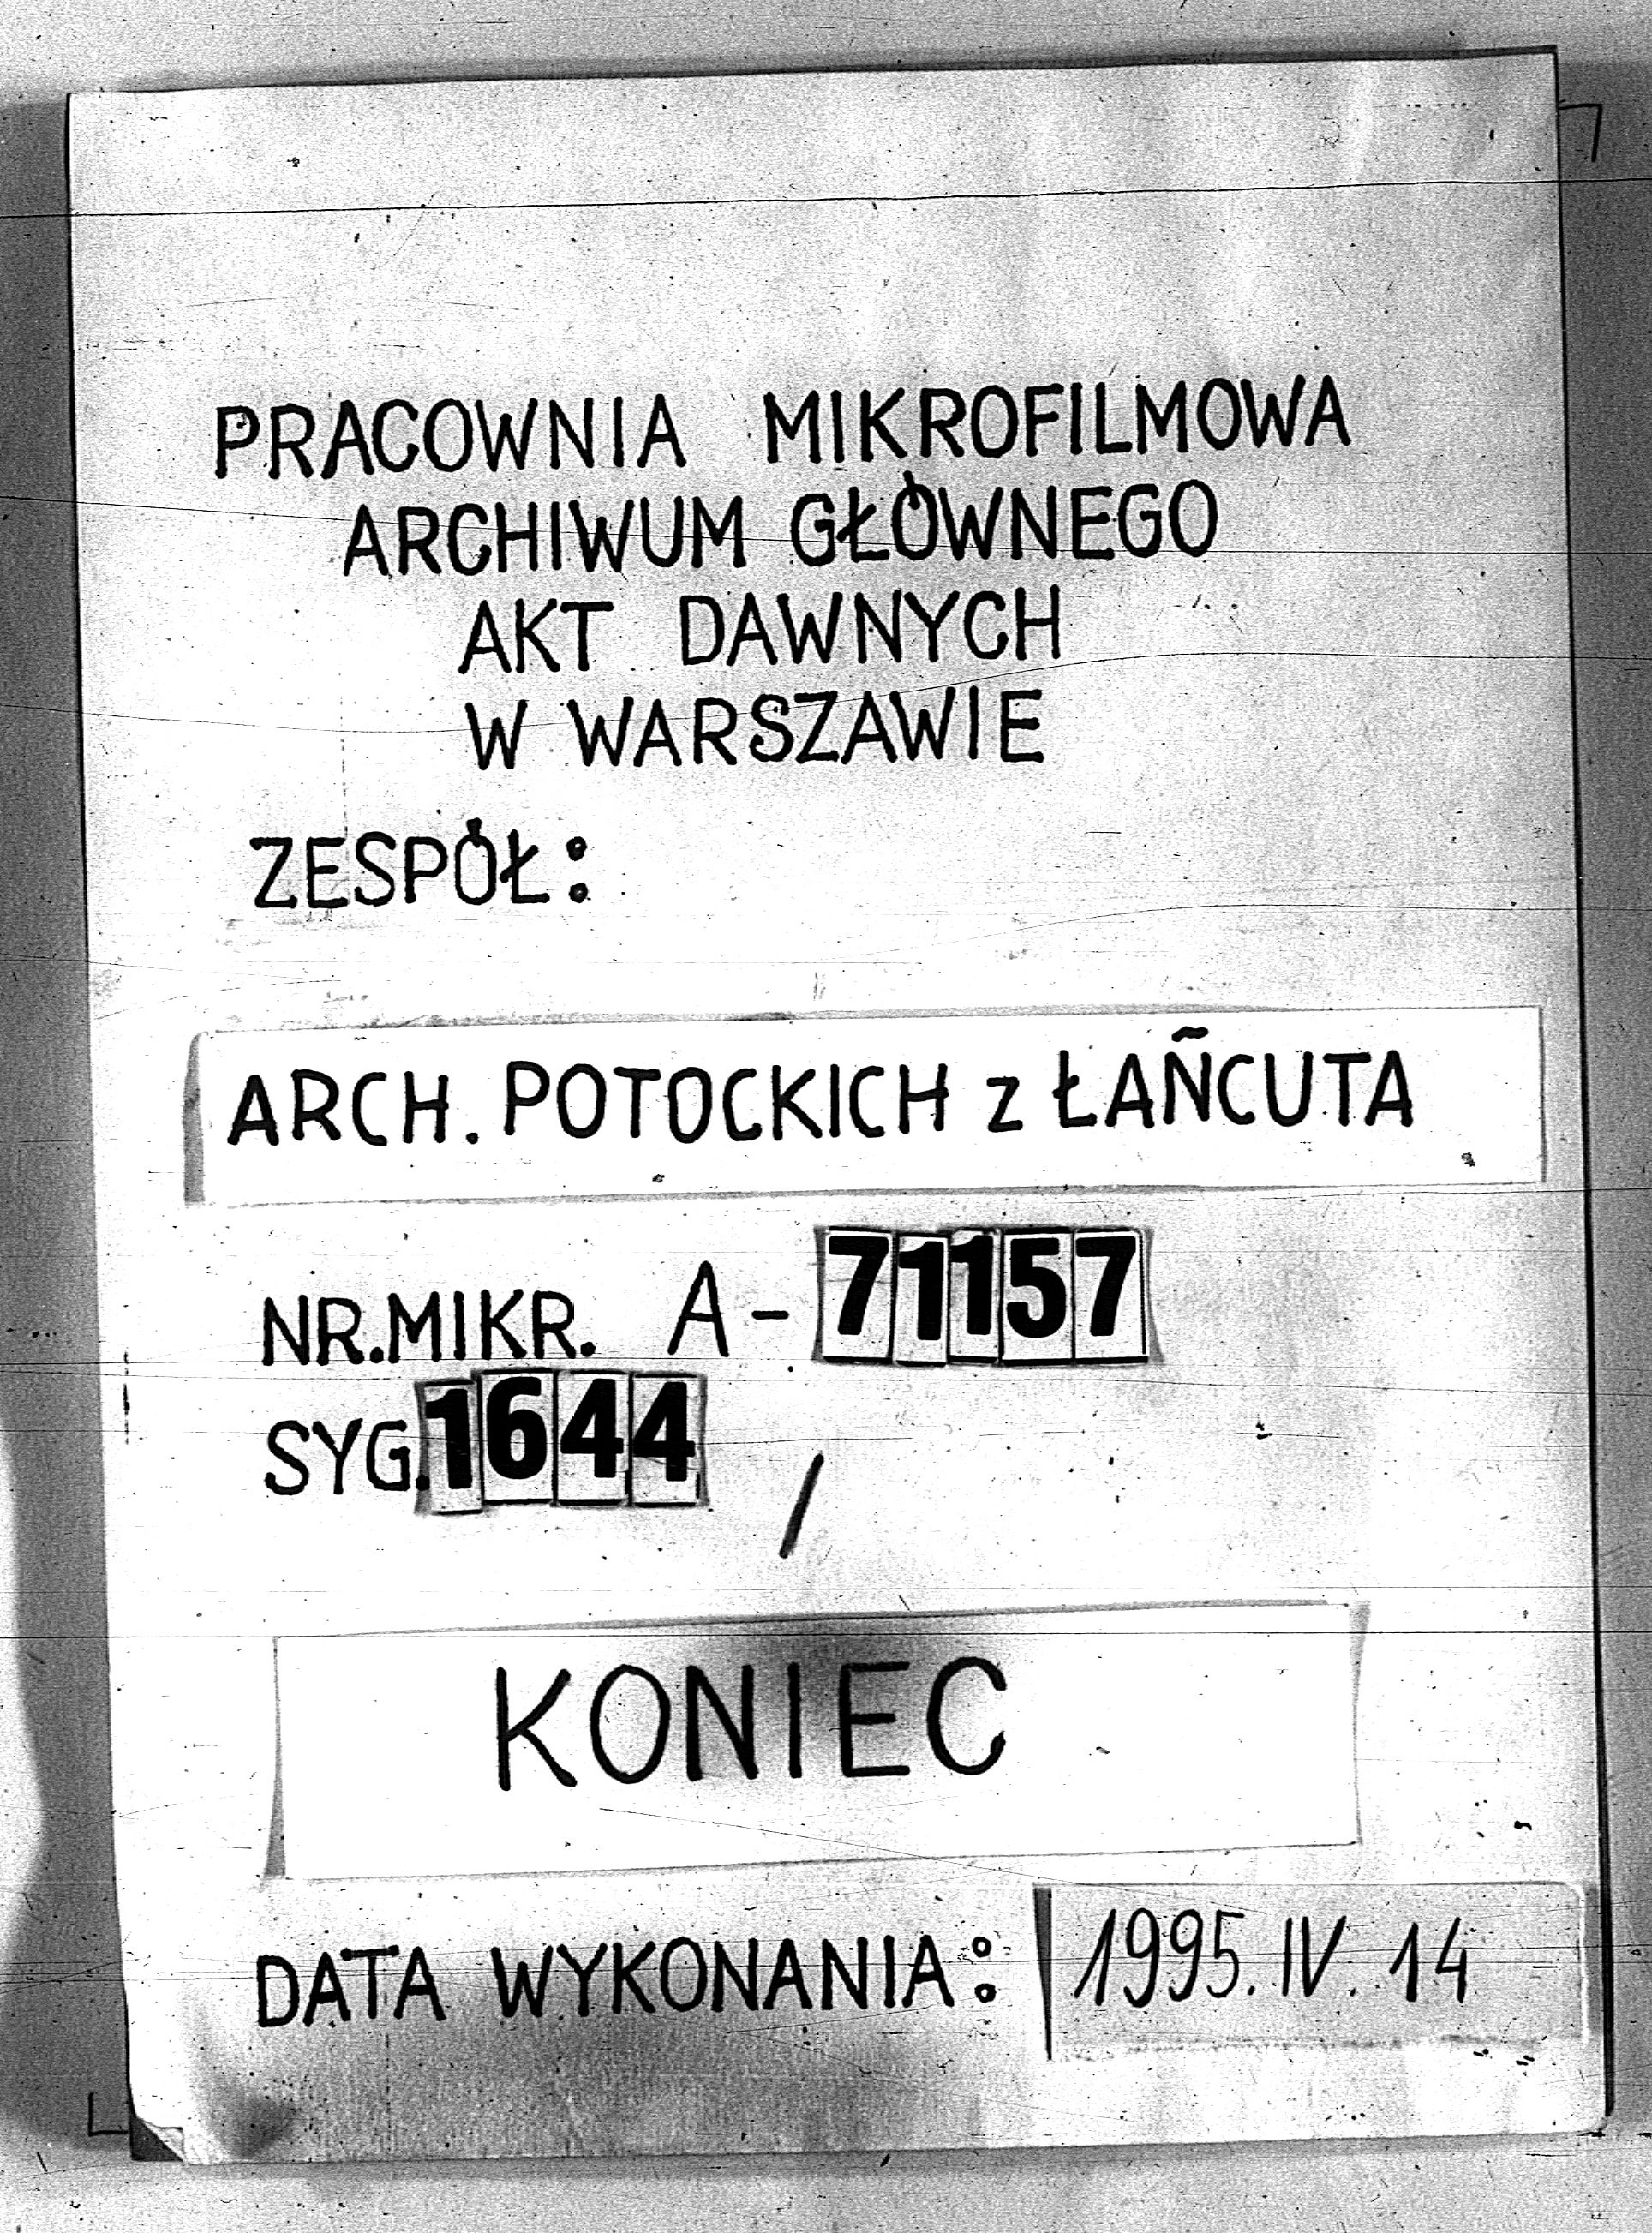 PRACOWNIA MIKROFILMOWA
ARCHIWUM GŁÓWNEGO
AKT DAWNYCH
W WARSZAWIE
ZESPÓŁ:
ARCH. POTOCKICH z ŁAŃCUTA
NR.MIKR. A-71157
SYG.1644 /
KONIEC
DATA WYKONANIA: 1995.IV.14